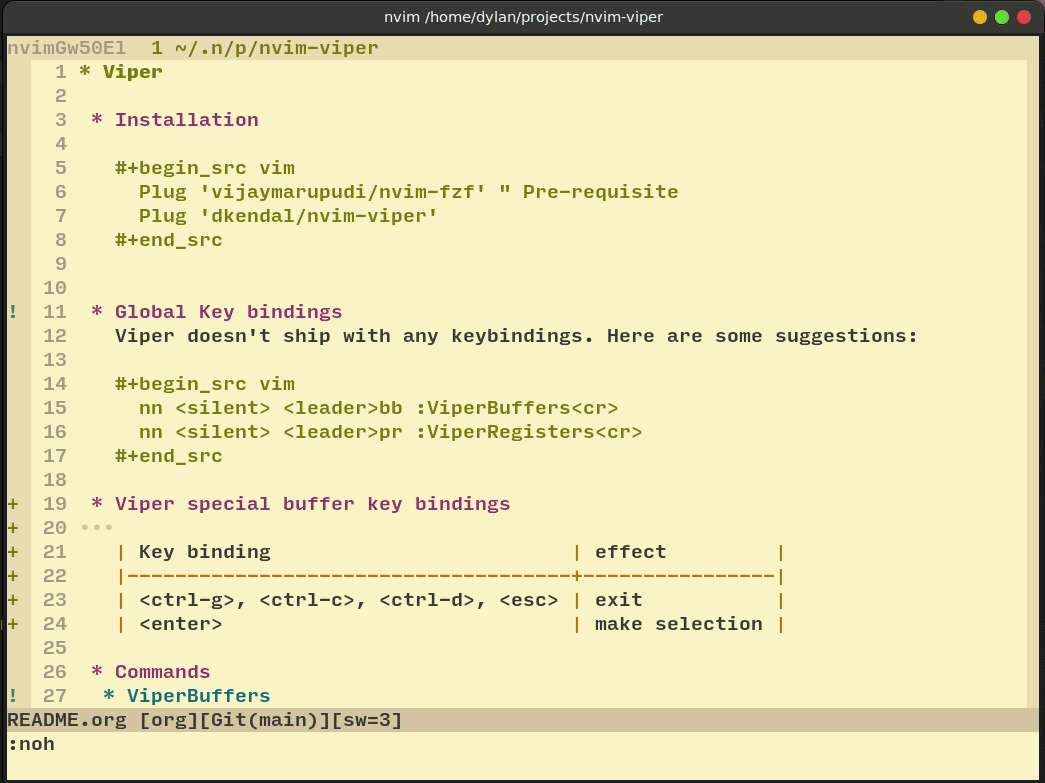 nvim /home/dylan/projects/nvim-viper
nvimGw50El 1 ~/.n/p/nvim-viper
1 * Viper
2
3 * Installation
4
5 #+begin_src vim
6 Plug 'vijaymarupudi/nvim-fzf' " Pre-requisite
7 Plug 'dkendal/nvim-viper'
8 #+end_src
9
10
! 11 * Global Key bindings
12 Viper doesn't ship with any keybindings. Here are some suggestions:
13
14 #+begin_src vim
15 nn <silent> <leader>bb :ViperBuffers<cr>
16 nn <silent> <leader>pr :ViperRegisters<cr>
17 #+end_src
18
+ 19 * Viper special buffer key bindings
+ 20 •••
+ 21 | Key binding | effect |
+ 22 |-------------------------------------+----------------|
+ 23 | <ctrl-g>, <ctrl-c>, <ctrl-d>, <esc> | exit |
+ 24 | <enter> | make selection |
25
26 * Commands
! 27 * ViperBuffers
README.org [org][Git(main)][sw=3]
:noh